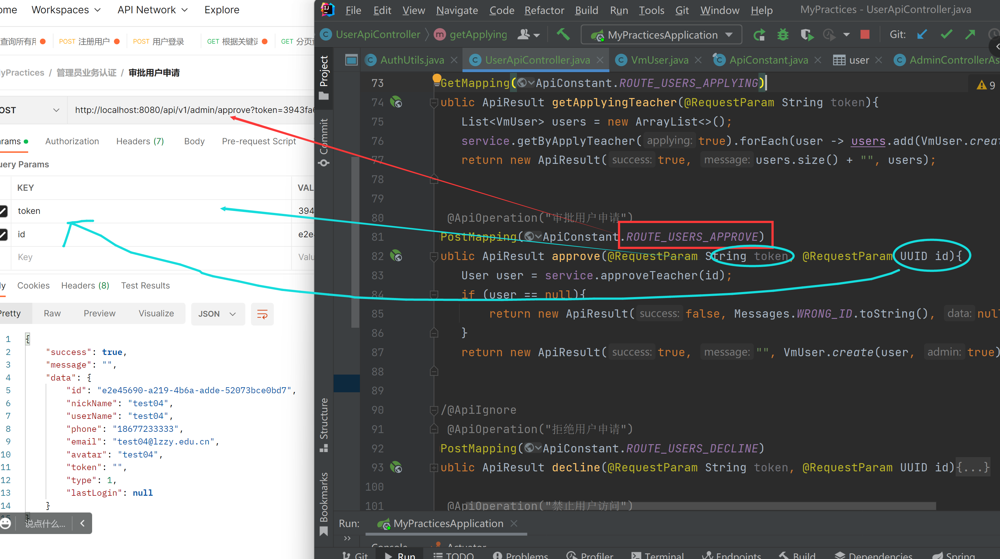 ome Workspaces API Network Explore
查询所有用 POST 注册用户 POST 用户登录 GET 根据关键词 GET 分页查
yPractices / 管理员业务认证 / 审批用户申请
OST http://localhost:8080/api/v1/admin/approve?token=3943fa6
arams Authorization Headers (7) Body Pre-request Script
uery Params
KEY VAL
token 394
id e2e
Key Valu
y Cookies Headers (8) Test Results
Pretty Raw Preview Visualize JSON
1 {
2 "success": true,
3 "message": "",
4 "data": {
5 "id": "e2e45690-a219-4b6a-adde-52073bce0bd7",
6 "nickName": "test04",
7 "userName": "test04",
8 "phone": "18677233333",
9 "email": "test04@lzzy.edu.cn",
10 "avatar": "test04",
11 "token": "",
12 "type": 1,
13 "lastLogin": null
14 }
15 }
说点什么...
File Edit View Navigate Code Refactor Build Run Tools Git Window Help MyPractices - UserApiController.java
UserApiController getApplying MyPracticesApplication Git:
AuthUtils.java UserApiController.java VmUser.java ApiConstant.java user AdminControllerAs
Project
Commit
Structure
Bookmarks
9
73 GetMapping(ApiConstant.ROUTE_USERS_APPLYING)
74 ublic ApiResult getApplyingTeacher(@RequestParam String token){
75 List<VmUser> users = new ArrayList<>();
76 service.getByApplyTeacher( applying: true).forEach(user -> users.add(VmUser.creat
77 return new ApiResult( success: true, message: users.size() + "", users);
78
79
80 @ApiOperation("审批用户申请")
81 PostMapping(ApiConstant.ROUTE_USERS_APPROVE)
82 ublic ApiResult approve(@RequestParam String token, @RequestParam UUID id){
83 User user = service.approveTeacher(id);
84 if (user == null){
85 return new ApiResult( success: false, Messages.WRONG_ID.toString(), data: null
86 }
87 return new ApiResult( success: true, message: "", VmUser.create(user, admin: true)
88
89
90 /@ApiIgnore
91 @ApiOperation("拒绝用户申请")
92 PostMapping(ApiConstant.ROUTE_USERS_DECLINE)
93 ublic ApiResult decline(@RequestParam String token, @RequestParam UUID id){...}
100
101 @ApiOperation("禁止用户访问")
Run: MyPracticesApplication
Console Actuator
Git Run TODO Problems Profiler Terminal Endpoints Build Dependencies Spring